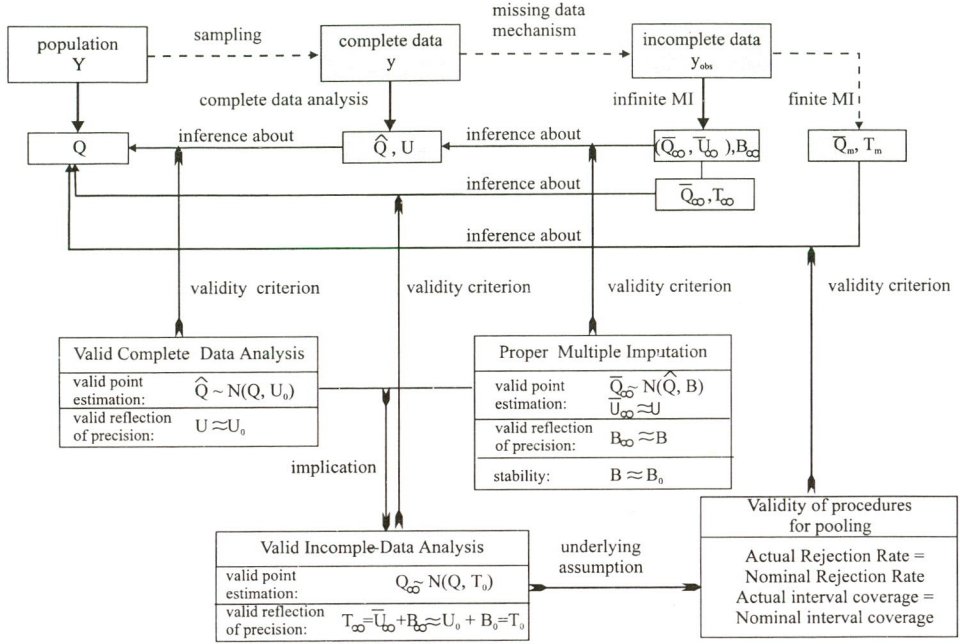 missing data
mechanism
population
Y
sampling
complete data
y
incomplete data
y_obs
complete data analysis
infinite MI
finite MI
Q
inference about
Q̂, U
inference about
(Q̄∞, Ū∞), B∞
Q̄m, Tm
inference about
Q̄∞, T∞
inference about
validity criterion
validity criterion
validity criterion
validity criterion
Valid Complete Data Analysis
valid point
estimation:
Q̂ ~ N(Q, U₀)
valid reflection
of precision:
U ≈ U₀
Proper Multiple Imputation
valid point
estimation:
Q̄∞ ~ N(Q̂, B)
Ū∞ ≈ U
valid reflection
of precision:
B∞ ≈ B
stability:
B ≈ B₀
implication
Valid Incomple-Data Analysis
valid point
estimation:
Q∞ ~ N(Q, T₀)
valid reflection
of precision:
T∞ = Ū∞ + B∞ ≈ U₀ + B₀ = T₀
underlying
assumption
Validity of procedures
for pooling
Actual Rejection Rate =
Nominal Rejection Rate
Actual interval coverage =
Nominal interval coverage